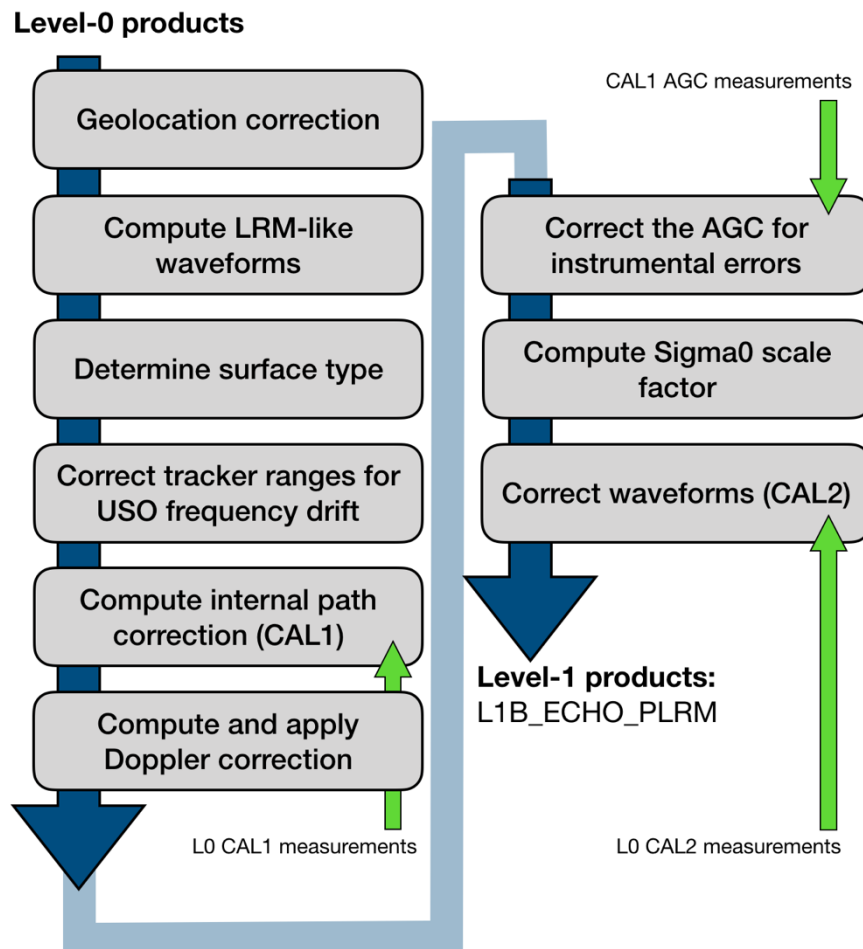 Level-0 products
Geolocation correction
Compute LRM-like
waveforms
Determine surface type
Correct tracker ranges for
USO frequency drift
Compute internal path
correction (CAL1)
Compute and apply
Doppler correction
L0 CAL1 measurements
CAL1 AGC measurements
Correct the AGC for
instrumental errors
Compute Sigma0 scale
factor
Correct waveforms (CAL2)
Level-1 products:
L1B_ECHO_PLRM
L0 CAL2 measurements